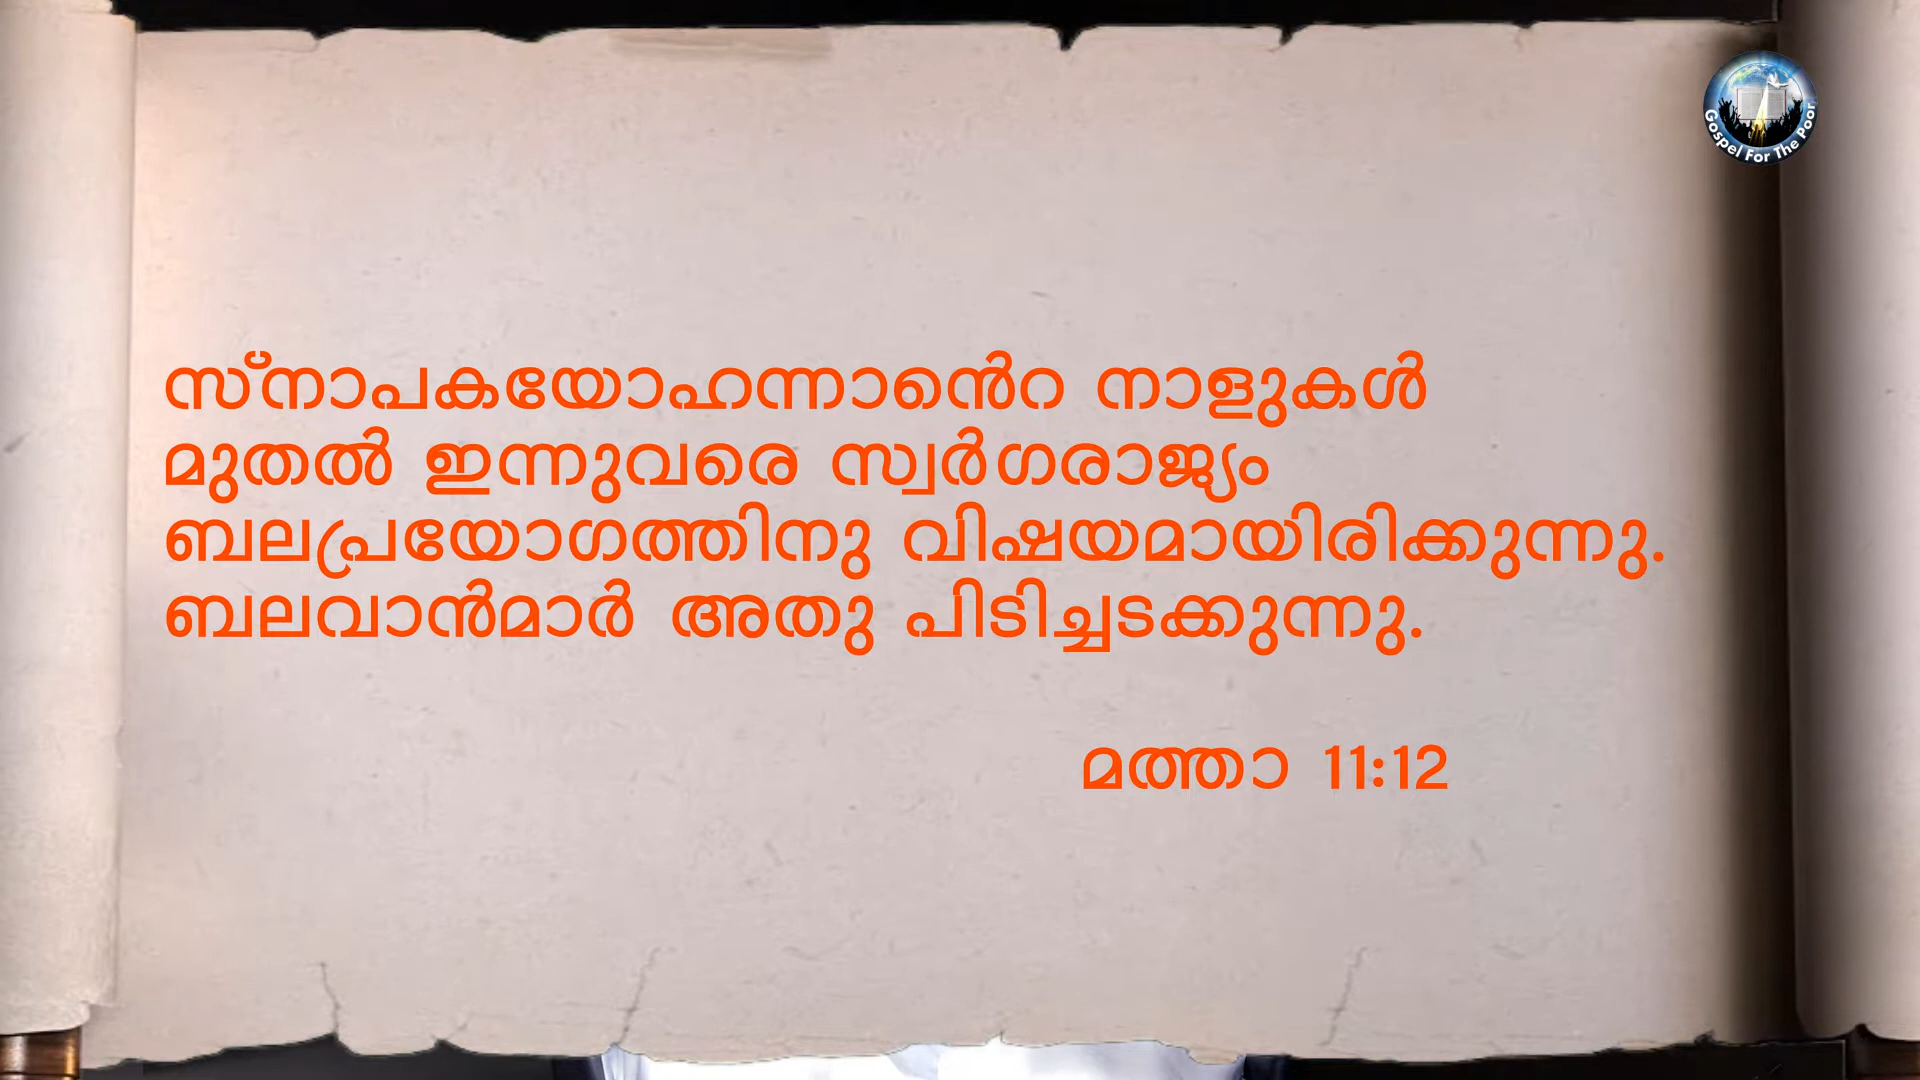 Gospel For The Poor
സ്നാപകയോഹന്നാൻെറ നാളുകൾ
മുതൽ ഇന്നുവരെ സ്വർഗരാജ്യം
ബലപ്രയോഗത്തിനു വിഷയമായിരിക്കുന്നു.
ബലവാൻമാർ അതു പിടിച്ചടക്കുന്നു.
മത്താ 11:12